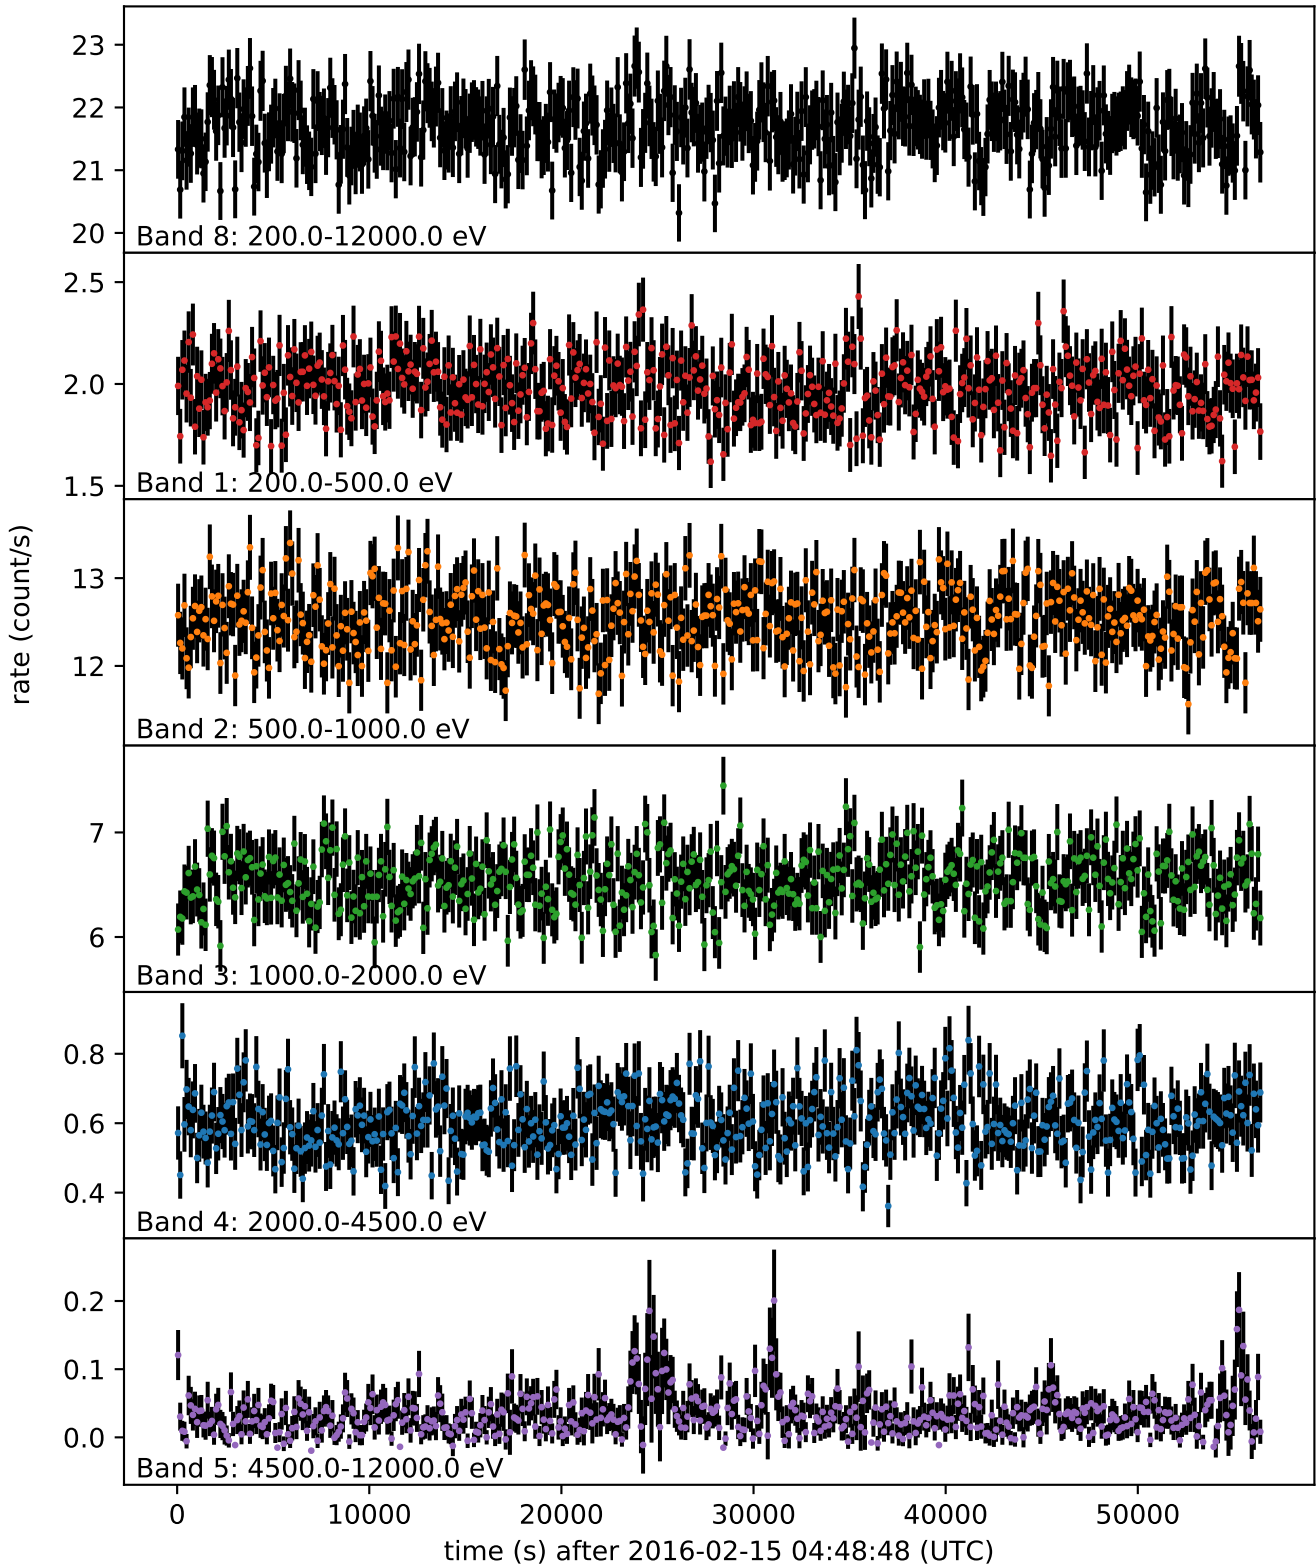 23
22
21
20
Band 8: 200.0-12000.0 eV
2.5
2.0
1.5
Band 1: 200.0-500.0 eV
rate (count/s)
13
12
Band 2: 500.0-1000.0 eV
7
6
Band 3: 1000.0-2000.0 eV
0.8
0.6
0.4
Band 4: 2000.0-4500.0 eV
0.2
0.1
0.0
Band 5: 4500.0-12000.0 eV
0 10000 20000 30000 40000 50000
time (s) after 2016-02-15 04:48:48 (UTC)